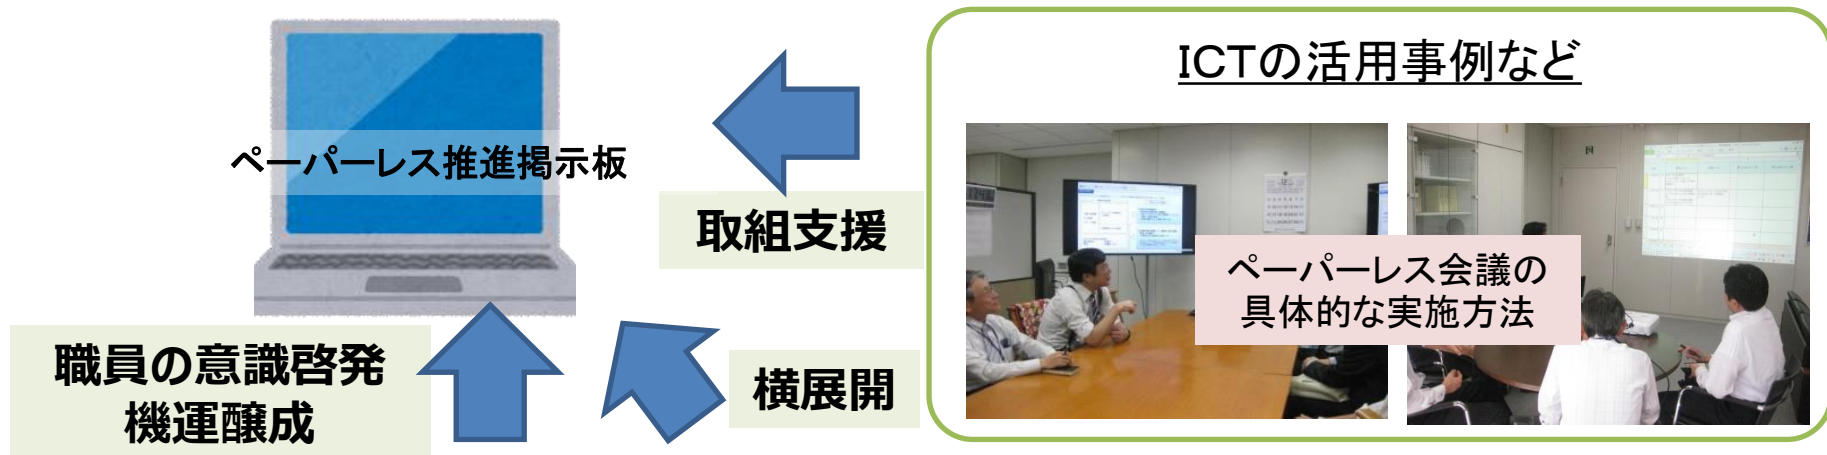 ペーパーレス推進掲示板
取組支援
職員の意識啓発
機運醸成
横展開
ICTの活用事例など
ペーパーレス会議の
具体的な実施方法